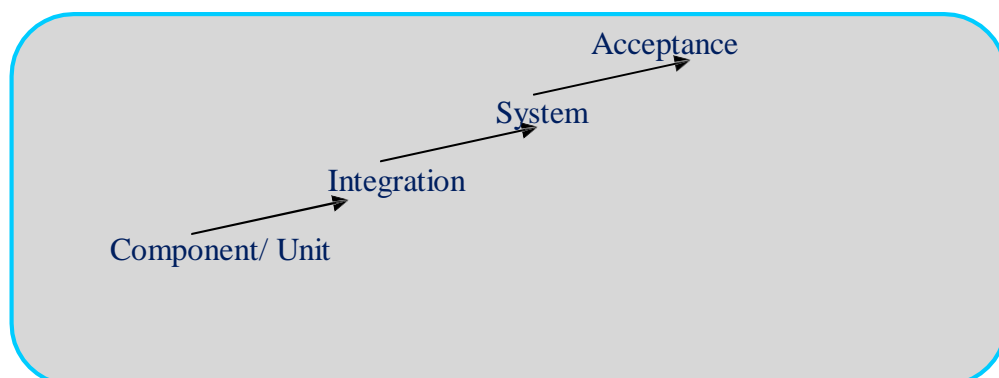 Acceptance
System
Integration
Component/ Unit